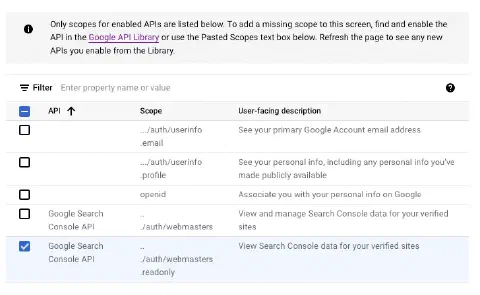 Only scopes for enabled APIs are listed below. To add a missing scope to this screen, find and enable the
API in the Google API Library or use the Pasted Scopes text box below. Refresh the page to see any new
APIs you enable from the Library.
Filter Enter property name or value
API Scope User-facing description
.../auth/userinfo See your primary Google Account email address
.email
.../auth/userinfo See your personal info, including any personal info you've
.profile made publicly available
openid Associate you with your personal info on Google
Google Search .. View and manage Search Console data for your verified
Console API ./auth/webmasters sites
Google Search .. View Search Console data for your verified sites
Console API ./auth/webmasters
.readonly